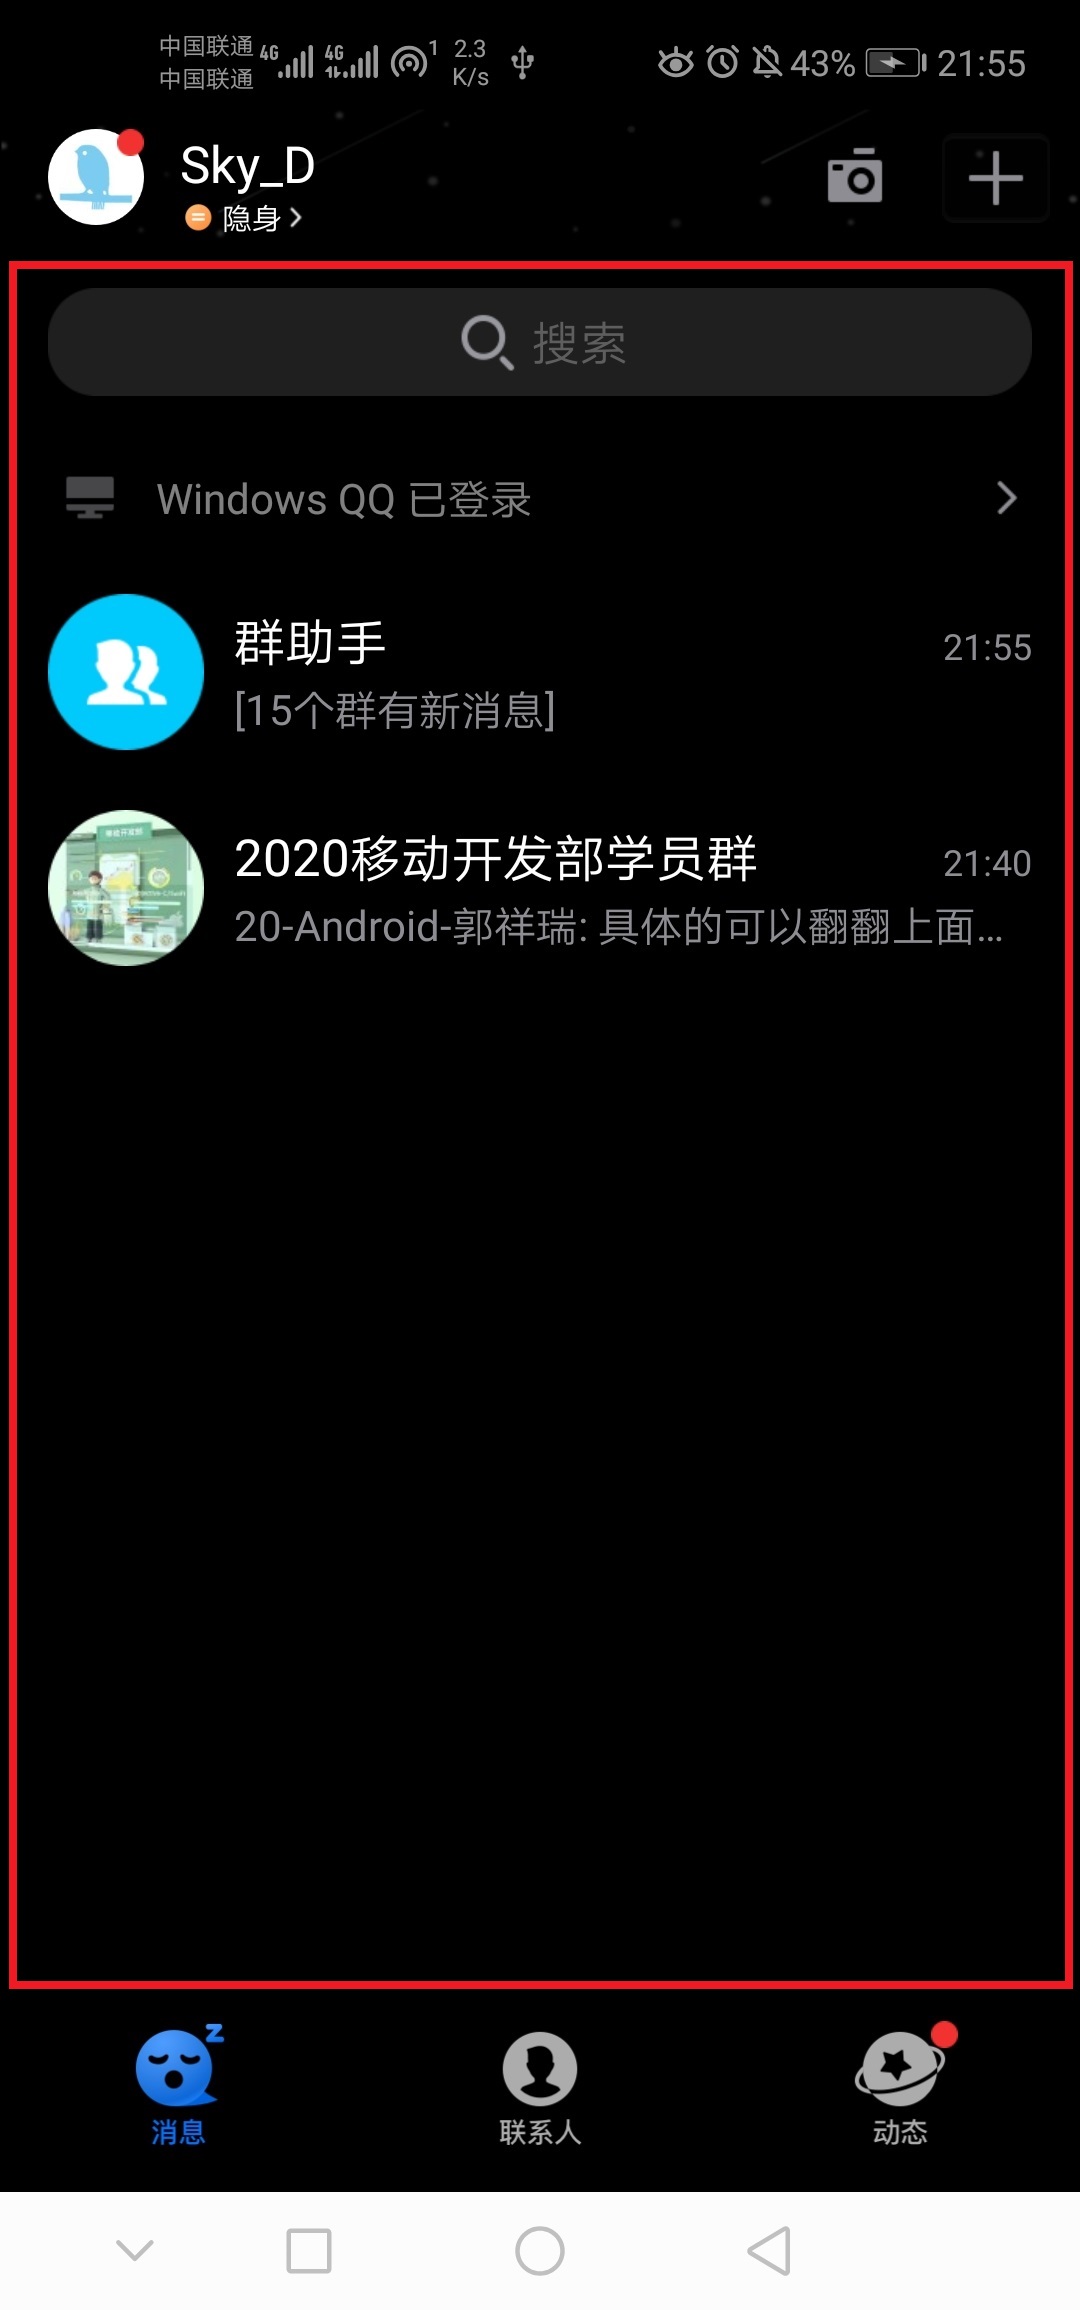 中国联通 4G 4G 1 2.3 43% 21:55
中国联通 K/s
Sky_D
隐身
搜索
Windows QQ 已登录
群助手 21:55
[15个群有新消息]
2020移动开发部学员群 21:40
20-Android-郭祥瑞: 具体的可以翻翻上面...
消息 联系人 动态